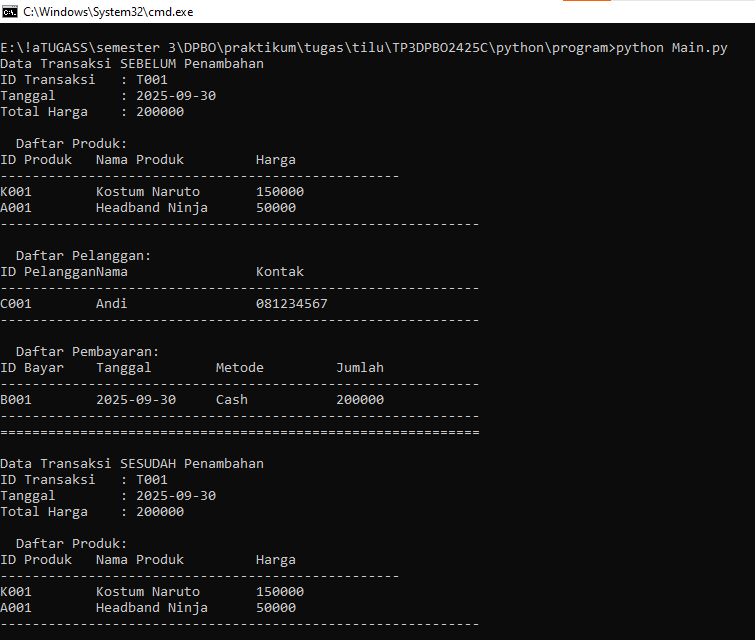 C:\Windows\System32\cmd.exe
E:\!aTUGASS\semester 3\DPBO\praktikum\tugas\tilu\TP3DPBO2425C\python\program>python Main.py
Data Transaksi SEBELUM Penambahan
ID Transaksi   : T001
Tanggal        : 2025-09-30
Total Harga    : 200000
  Daftar Produk:
ID Produk   Nama Produk         Harga
--------------------------------------------------
K001        Kostum Naruto       150000
A001        Headband Ninja      50000
------------------------------------------------------------
  Daftar Pelanggan:
ID PelangganNama                Kontak
------------------------------------------------------------
C001        Andi                081234567
------------------------------------------------------------
  Daftar Pembayaran:
ID Bayar    Tanggal        Metode         Jumlah
------------------------------------------------------------
B001        2025-09-30     Cash           200000
------------------------------------------------------------
============================================================
Data Transaksi SESUDAH Penambahan
ID Transaksi   : T001
Tanggal        : 2025-09-30
Total Harga    : 200000
  Daftar Produk:
ID Produk   Nama Produk         Harga
--------------------------------------------------
K001        Kostum Naruto       150000
A001        Headband Ninja      50000
------------------------------------------------------------